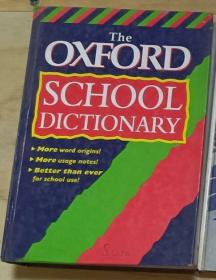 The
OXFORD
SCHOOL
DICTIONARY
▶ More word origins!
▶ More usage notes!
▶ Better than ever
for school use!